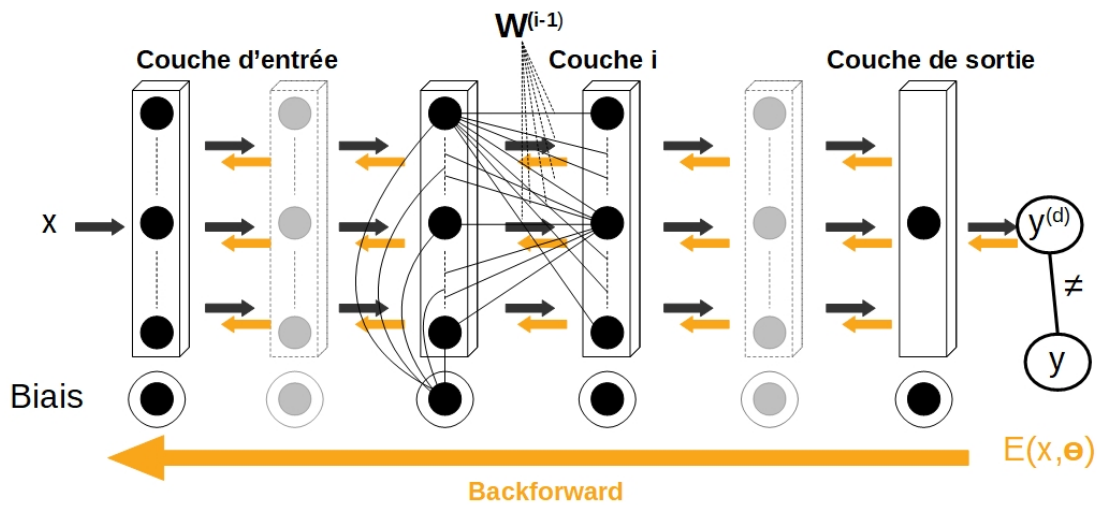 W(i-1)
Couche d'entrée
Couche i
Couche de sortie
x
y(d)
≠
y
Biais
E(x,ɵ)
Backforward